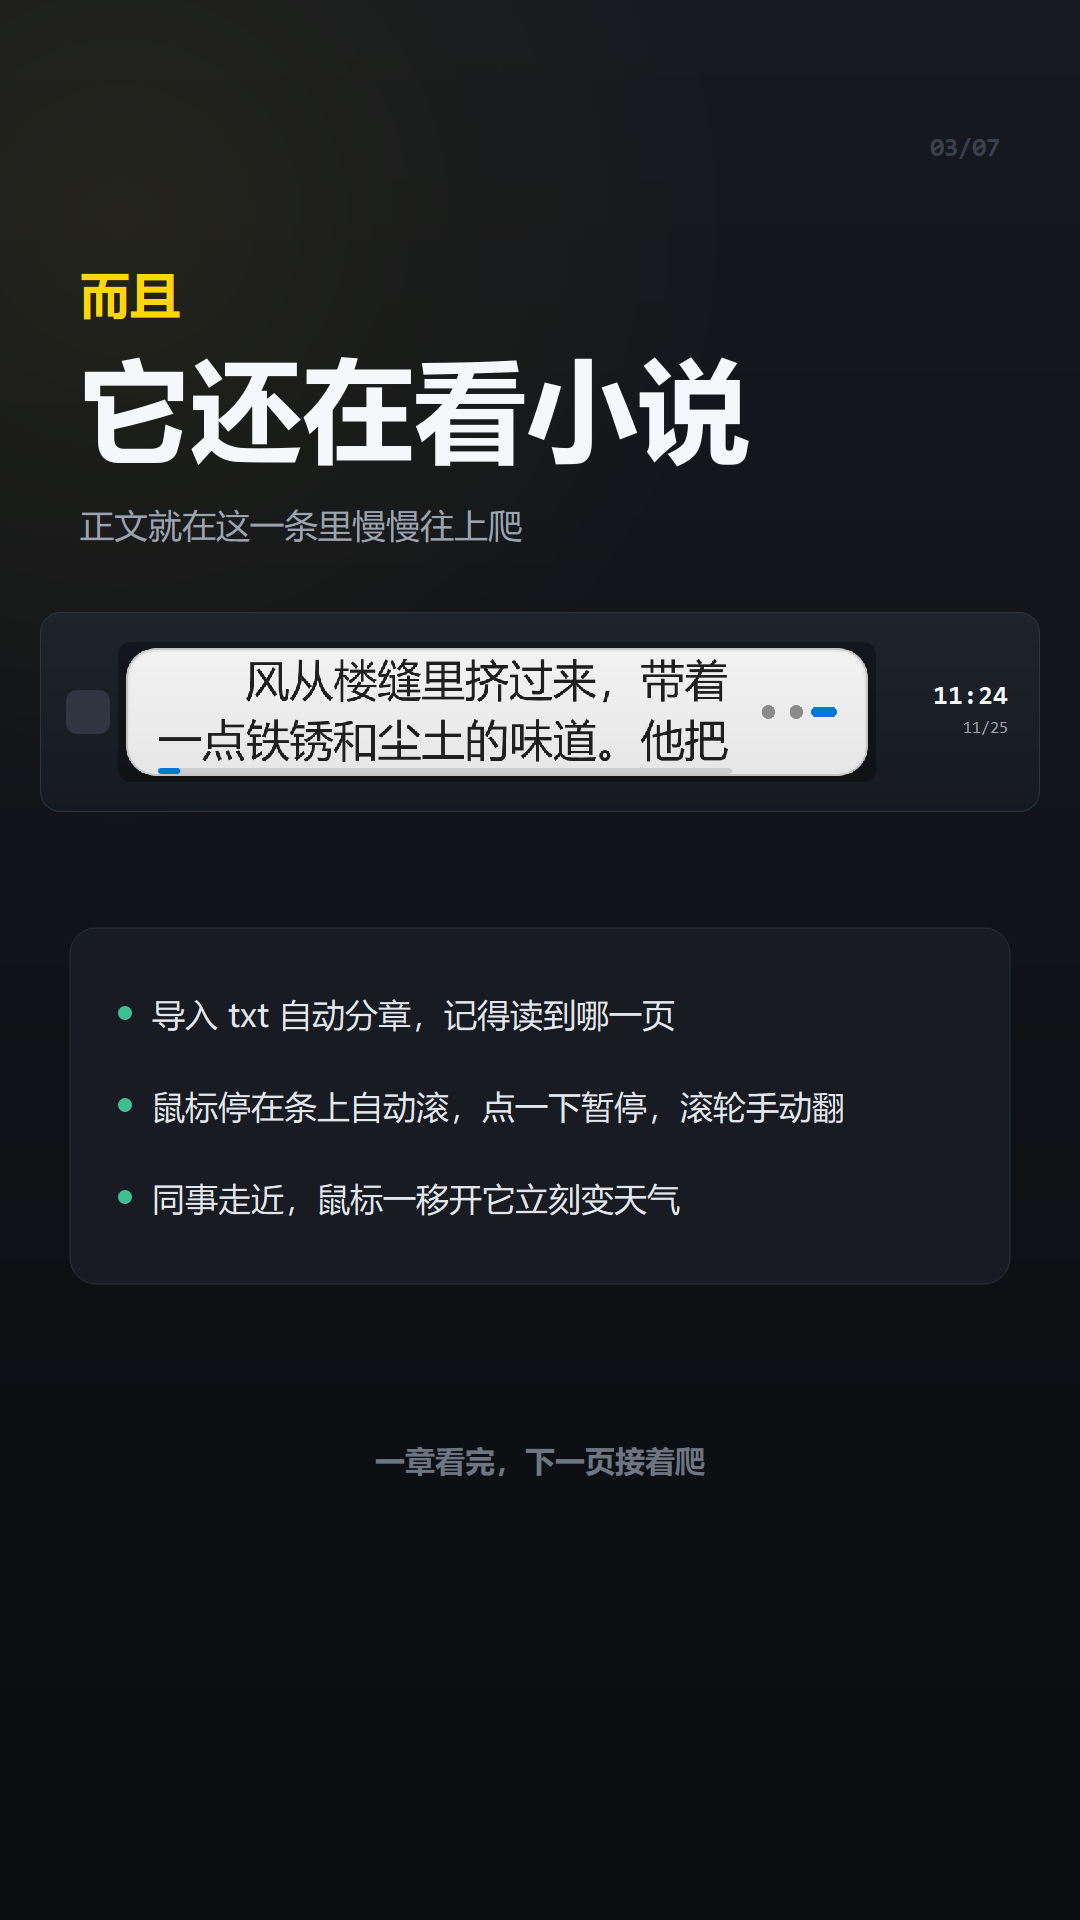 03/07
而且
它还在看小说
正文就在这一条里慢慢往上爬
风从楼缝里挤过来，带着
一点铁锈和尘土的味道。他把
11:24
11/25
导入 txt 自动分章，记得读到哪一页
鼠标停在条上自动滚，点一下暂停，滚轮手动翻
同事走近，鼠标一移开它立刻变天气
一章看完，下一页接着爬